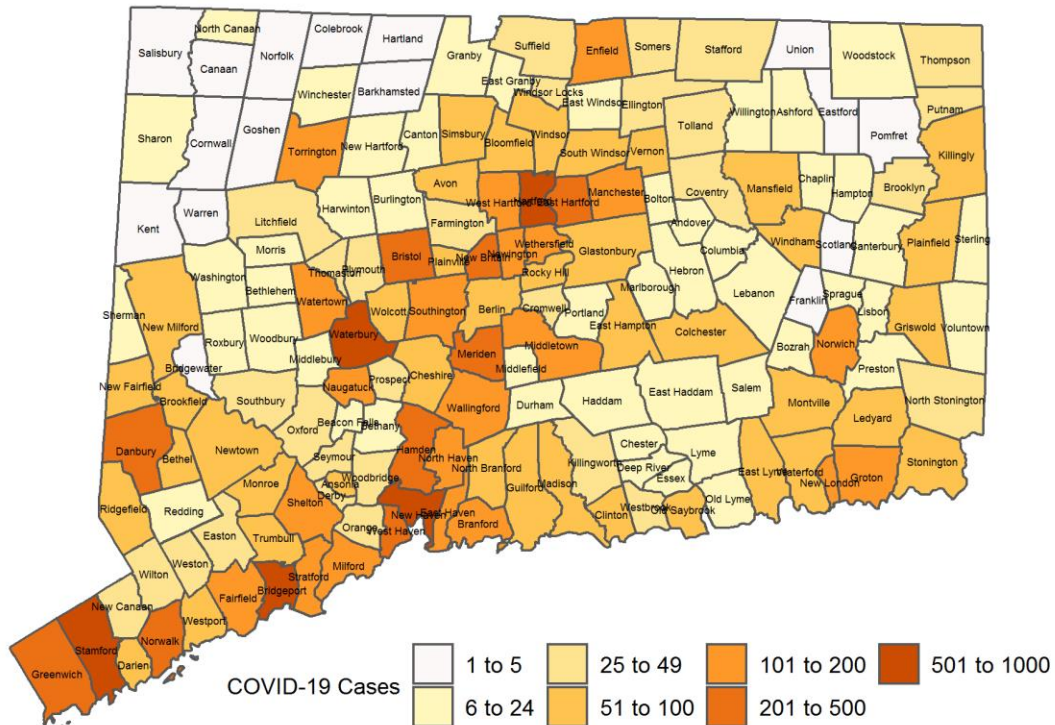 North Canaan
Colebrook
Hartland
Salisbury
Norfolk
Canaan
Granby
Suffield
Enfield
Somers
Stafford
Union
Woodstock
Thompson
East Granby
Windsor Locks
Winchester
Barkhamsted
East Windsor
Ellington
Willington
Ashford
Eastford
Putnam
Pomfret
Sharon
Cornwall
Goshen
Torrington
New Hartford
Canton
Simsbury
Bloomfield
Windsor
South Windsor
Vernon
Tolland
Killingly
Avon
West Hartford
Hartford
East Hartford
Manchester
Bolton
Coventry
Mansfield
Chaplin
Hampton
Brooklyn
Kent
Warren
Litchfield
Harwinton
Burlington
Farmington
Andover
Columbia
Windham
Scotland
Canterbury
Plainfield
Sterling
Morris
Bristol
Plainville
New Britain
Newington
Wethersfield
Glastonbury
Rocky Hill
Hebron
Marlborough
Washington
Bethlehem
Thomaston
Plymouth
Watertown
Wolcott
Southington
Berlin
Cromwell
Portland
East Hampton
Lebanon
Franklin
Sprague
Lisbon
Griswold
Voluntown
Sherman
New Milford
Roxbury
Woodbury
Waterbury
Middlebury
Colchester
Bozrah
Norwich
Preston
Bridgewater
Meriden
Middletown
Middlefield
New Fairfield
Brookfield
Southbury
Naugatuck
Prospect
Cheshire
Wallingford
Durham
Haddam
East Haddam
Salem
Montville
Ledyard
North Stonington
Danbury
Bethel
Newtown
Oxford
Beacon Falls
Bethany
Hamden
North Haven
North Branford
Guilford
Madison
Killingworth
Chester
Deep River
Essex
Lyme
East Lyme
Waterford
New London
Groton
Stonington
Seymour
Woodbridge
Ansonia
Derby
Monroe
Shelton
Ridgefield
Redding
Easton
Trumbull
Orange
New Haven
East Haven
West Haven
Branford
Clinton
Westbrook
Old Saybrook
Old Lyme
Wilton
Weston
Milford
Stratford
Bridgeport
Fairfield
New Canaan
Westport
Norwalk
Darien
Stamford
Greenwich
COVID-19 Cases
1 to 5
25 to 49
101 to 200
501 to 1000
6 to 24
51 to 100
201 to 500